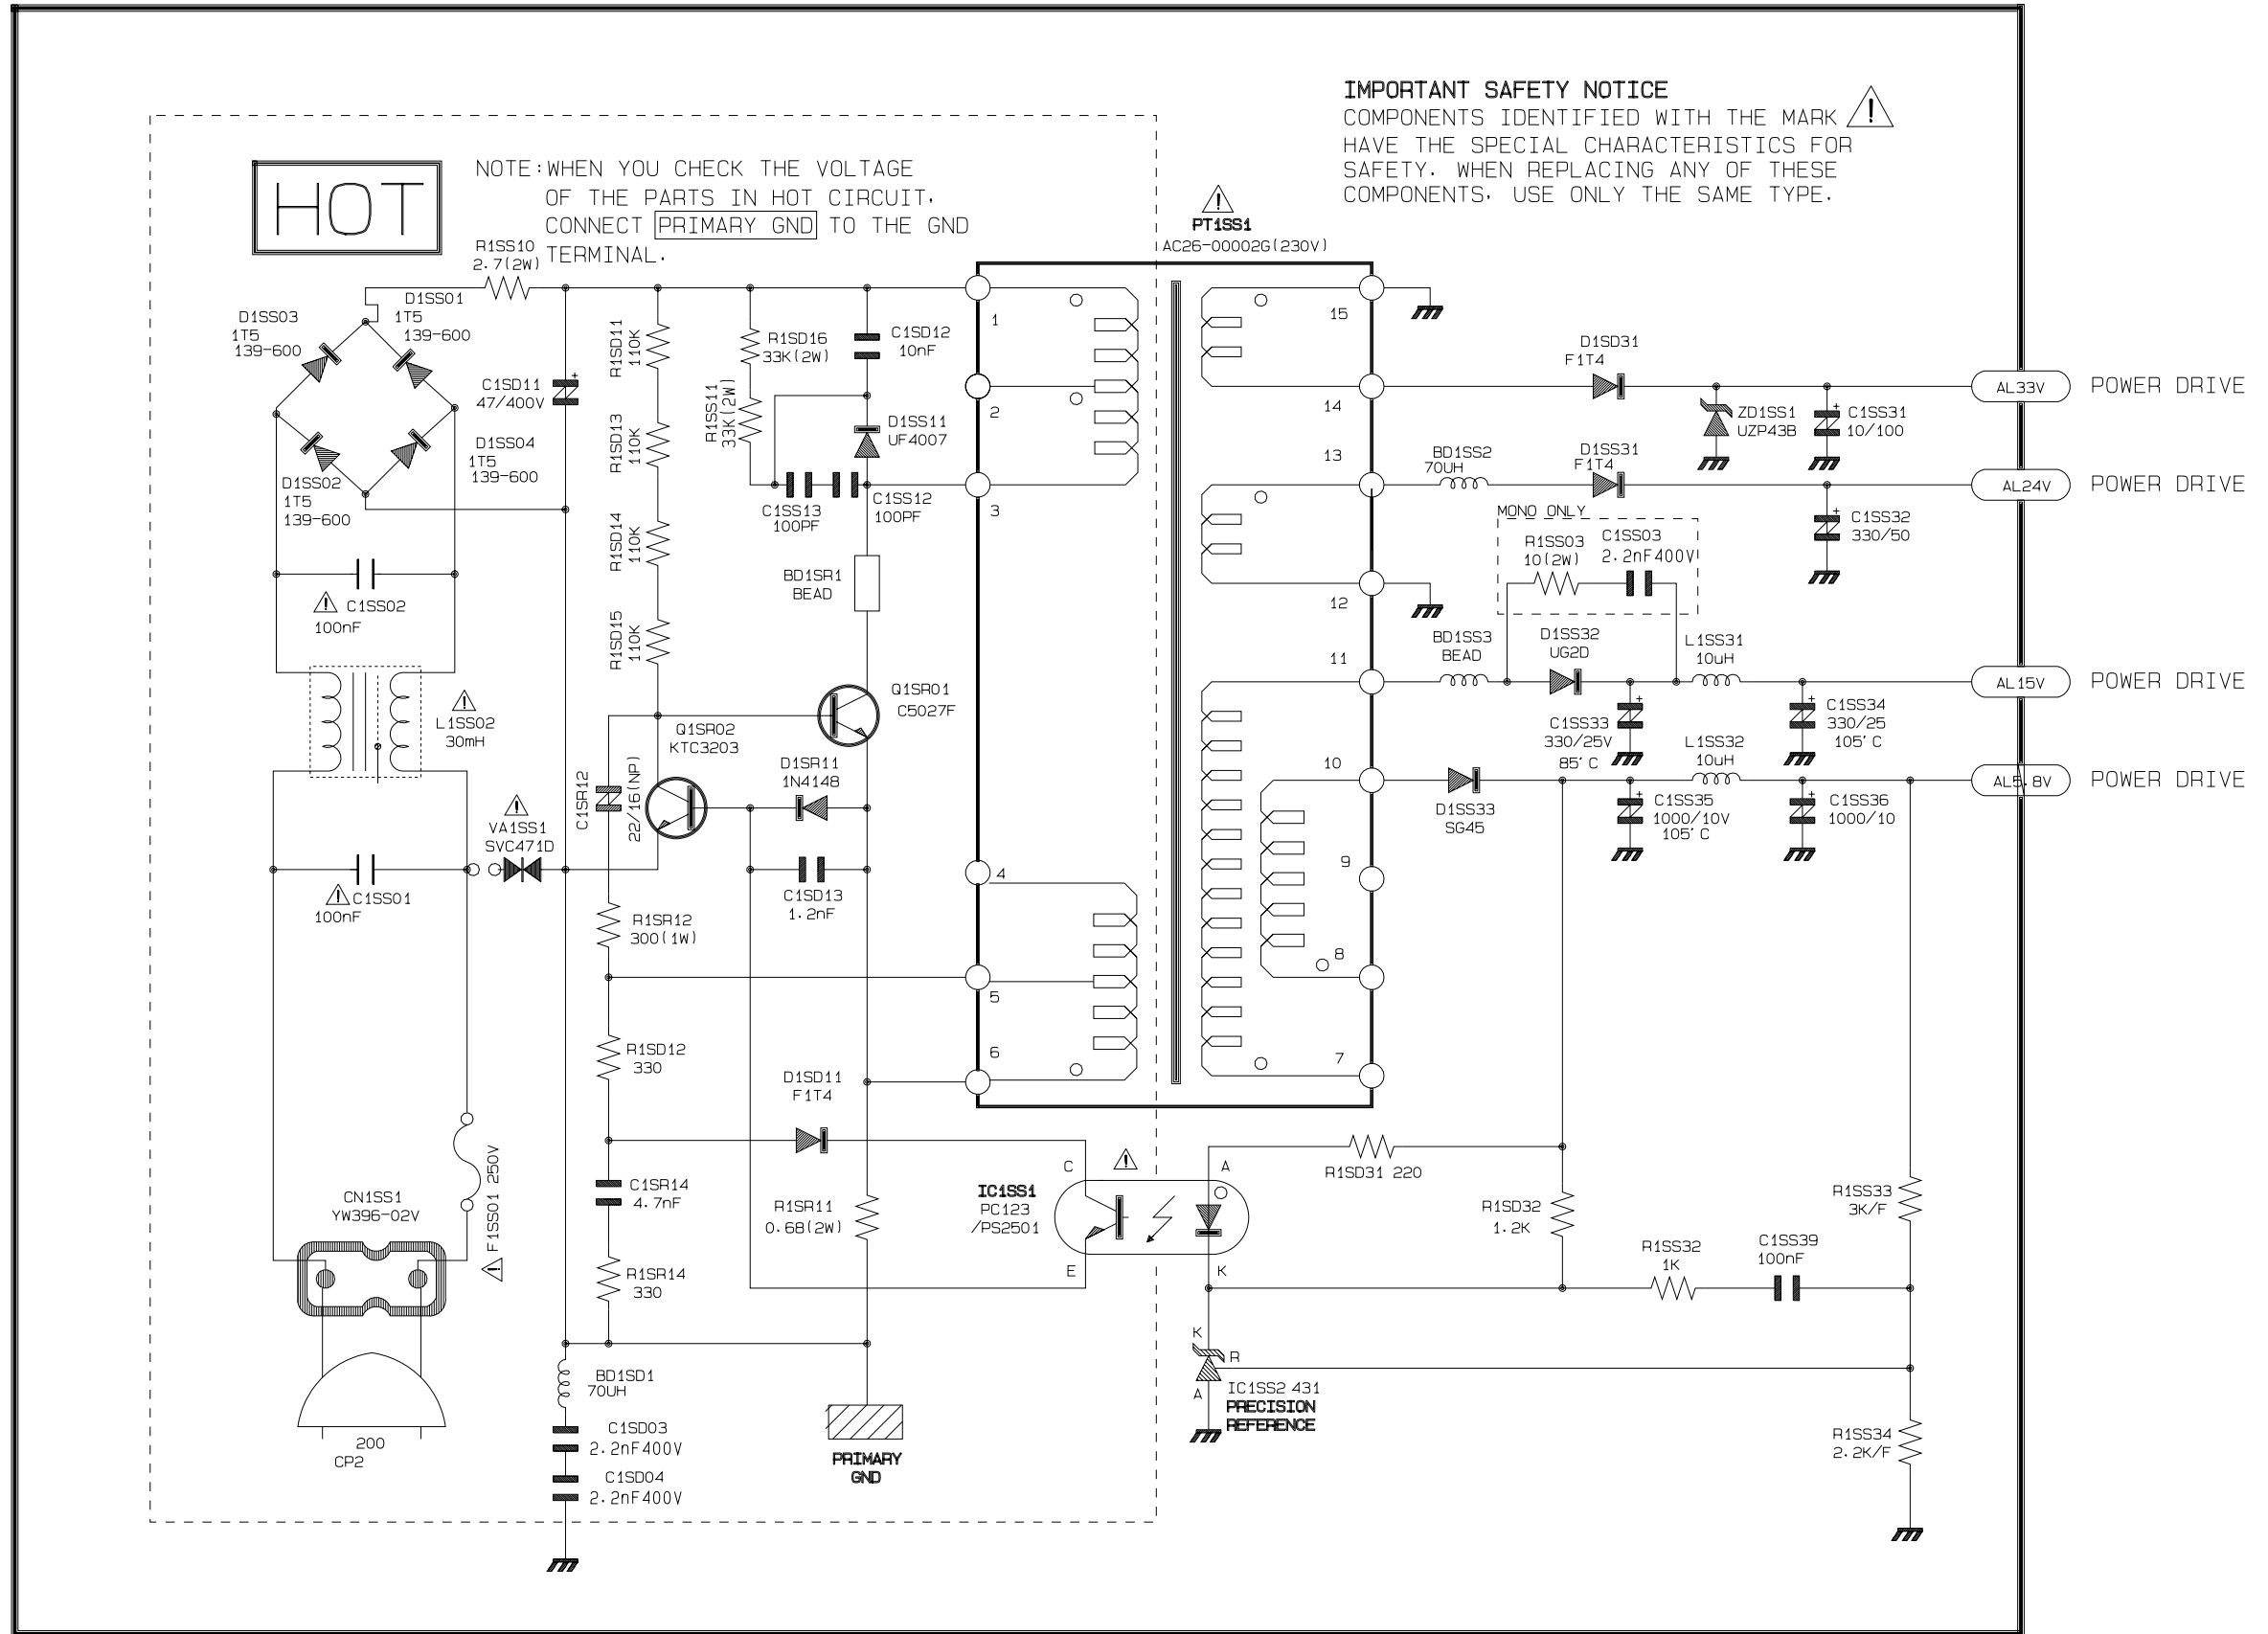 IMPORTANT SAFETY NOTICE
COMPONENTS IDENTIFIED WITH THE MARK
HAVE THE SPECIAL CHARACTERISTICS FOR
SAFETY. WHEN REPLACING ANY OF THESE
COMPONENTS, USE ONLY THE SAME TYPE.
HOT
NOTE:WHEN YOU CHECK THE VOLTAGE
OF THE PARTS IN HOT CIRCUIT,
CONNECT PRIMARY GND TO THE GND
TERMINAL.
PT1SS1
AC26-00002G(230V)
R1SS10
2.7(2W)
D1SS01
1T5
139-600
D1SS03
1T5
139-600
D1SS04
1T5
139-600
D1SS02
1T5
139-600
C1SD11
47/400V
+
R1SD11
110K
R1SD13
110K
R1SD14
110K
R1SD15
110K
R1SD16
33K(2W)
R1SS11
33K(2W)
C1SD12
10nF
D1SS11
UF4007
C1SS13
100PF
C1SS12
100PF
BD1SR1
BEAD
C1SS02
100nF
L1SS02
30mH
Q1SR01
C5027F
Q1SR02
KTC3203
D1SR11
1N4148
C1SR12
22/16(NP)
VA1SS1
SVC471D
C1SS01
100nF
C1SD13
1.2nF
R1SR12
300(1W)
R1SD12
330
D1SD11
F1T4
C1SR14
4.7nF
R1SR11
0.68(2W)
R1SR14
330
CN1SS1
YW396-02V
F1SS01 250V
200
CP2
BD1SD1
70UH
C1SD03
2.2nF400V
C1SD04
2.2nF400V
PRIMARY
GND
1
2
3
4
5
6
15
14
13
12
11
10
9
8
7
D1SD31
F1T4
ZD1SS1
UZP43B
+
C1SS31
10/100
AL33V
POWER DRIVE
BD1SS2
70UH
D1SS31
F1T4
+
C1SS32
330/50
AL24V
POWER DRIVE
MONO ONLY
R1SS03
10(2W)
C1SS03
2.2nF400V
BD1SS3
BEAD
D1SS32
UG2D
L1SS31
10uH
+
C1SS33
330/25V
85°C
+
C1SS34
330/25
105°C
AL15V
POWER DRIVE
L1SS32
10uH
D1SS33
SG45
+
C1SS35
1000/10V
105°C
+
C1SS36
1000/10
AL5.8V
POWER DRIVE
C
A
IC1SS1
PC123
/PS2501
E
K
R1SD31 220
R1SD32
1.2K
R1SS33
3K/F
R1SS32
1K
C1SS39
100nF
K
R
A
IC1SS2 431
PRECISION
REFERENCE
R1SS34
2.2K/F